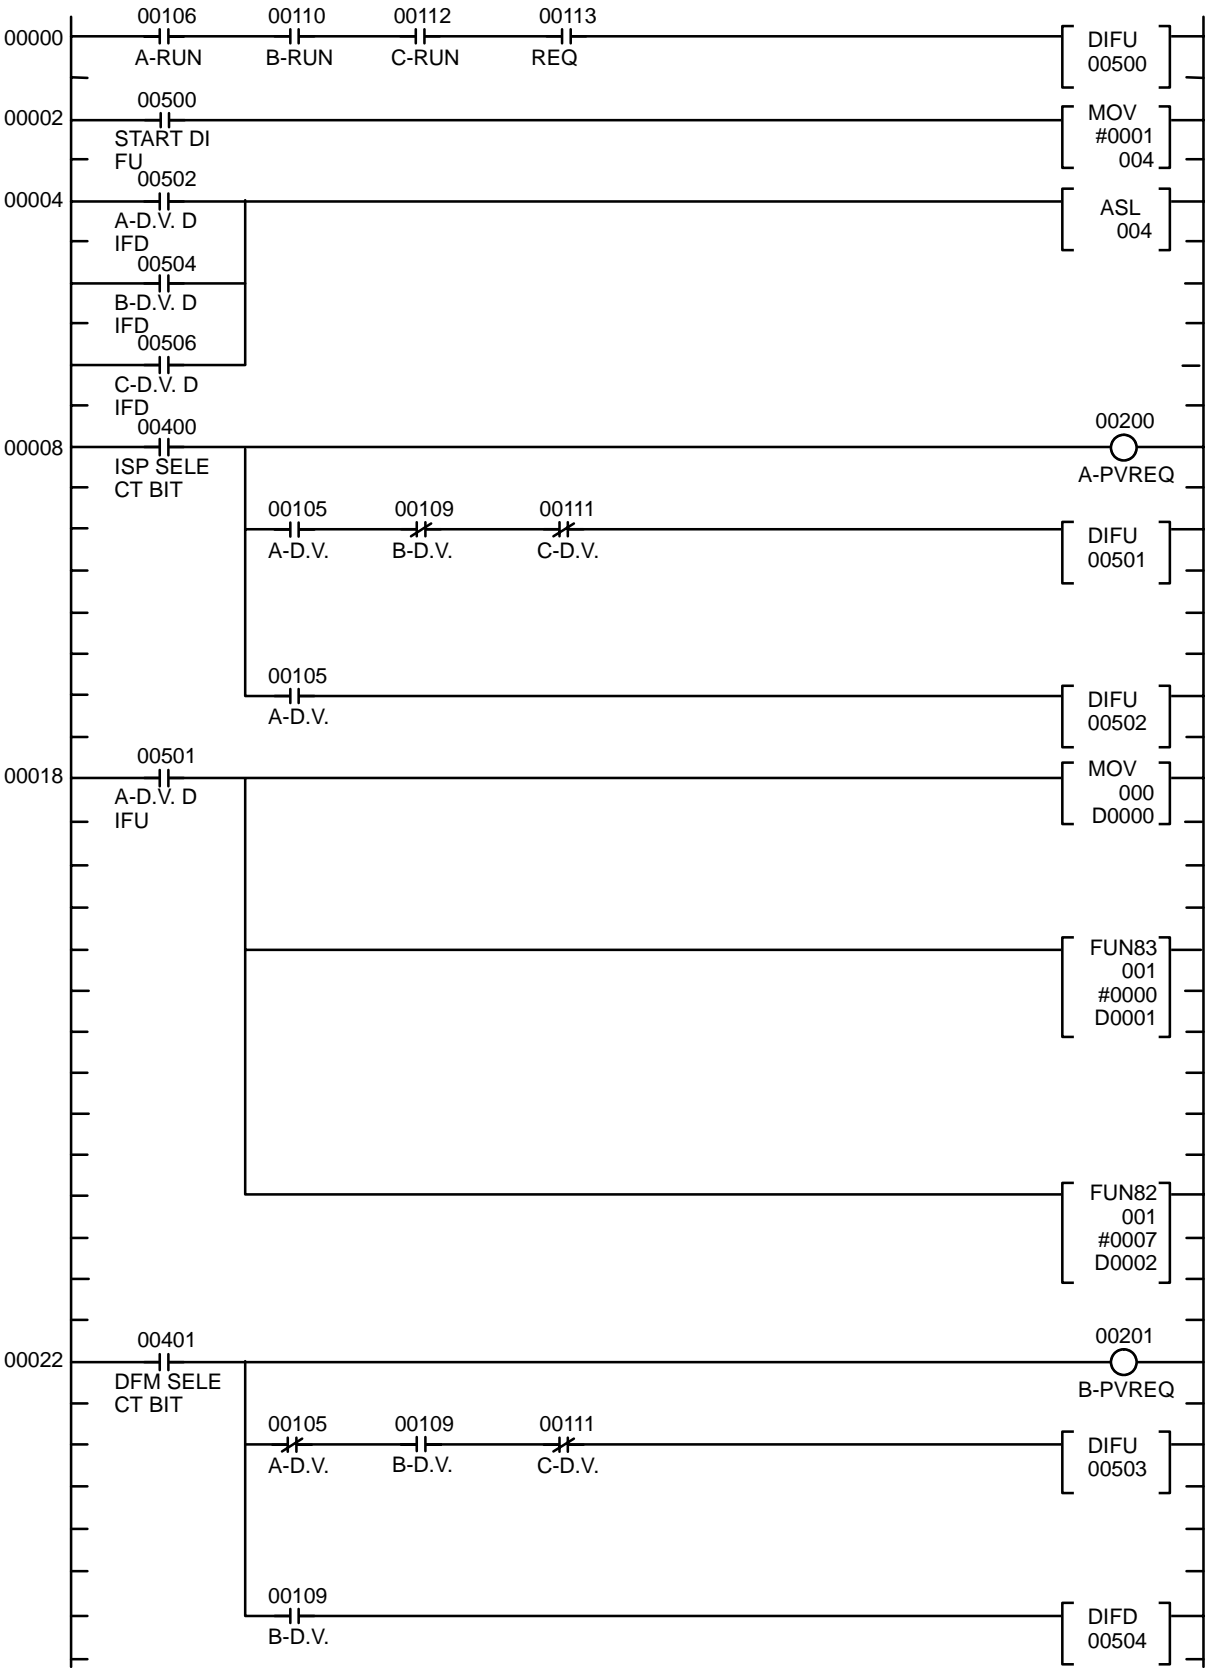 00106 00110 00112 00113
00000 DIFU
A-RUN B-RUN C-RUN REQ 00500
00500
00002 MOV
START DI #0001
FU 004
00502
00004 ASL
A-D.V. D 004
IFD
00504
B-D.V. D
IFD
00506
C-D.V. D
IFD
00400 00200
00008
ISP SELE A-PVREQ
CT BIT
00105 00109 00111
DIFU
A-D.V. B-D.V. C-D.V. 00501
00105
DIFU
A-D.V. 00502
00501
00018 MOV
A-D.V. D 000
IFU D0000
FUN83
001
#0000
D0001
FUN82
001
#0007
D0002
00401 00201
00022
DFM SELE B-PVREQ
CT BIT
00105 00109 00111
DIFU
A-D.V. B-D.V. C-D.V. 00503
00109
DIFD
B-D.V. 00504